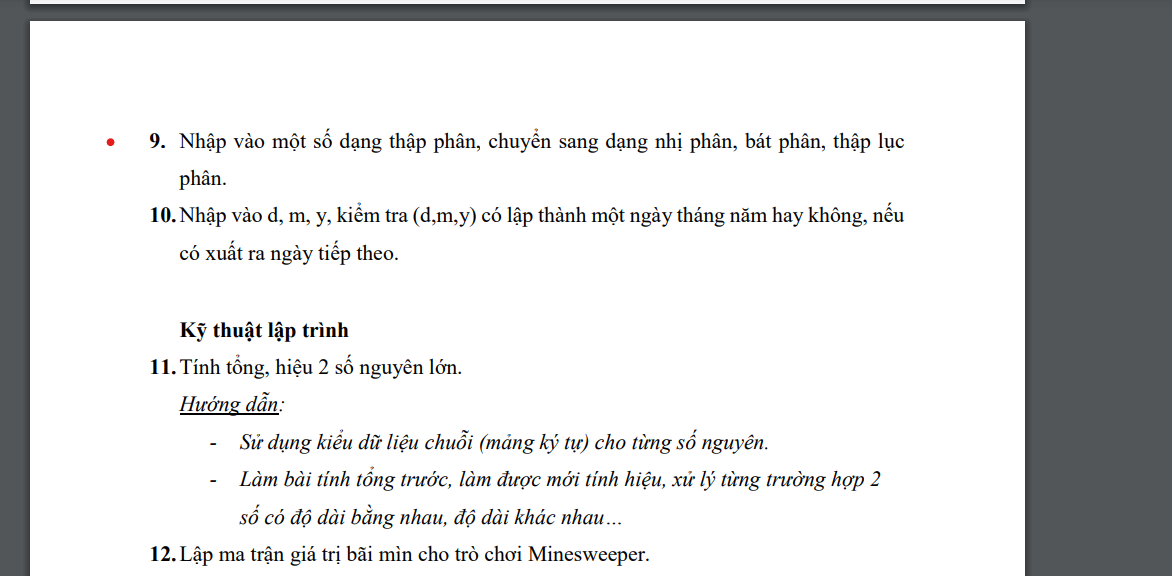 9. Nhập vào một số dạng thập phân, chuyển sang dạng nhị phân, bát phân, thập lục
phân.
10. Nhập vào d, m, y, kiểm tra (d,m,y) có lập thành một ngày tháng năm hay không, nếu
có xuất ra ngày tiếp theo.
Kỹ thuật lập trình
11. Tính tổng, hiệu 2 số nguyên lớn.
Hướng dẫn:
- Sử dụng kiểu dữ liệu chuỗi (mảng ký tự) cho từng số nguyên.
- Làm bài tính tổng trước, làm được mới tính hiệu, xử lý từng trường hợp 2
số có độ dài bằng nhau, độ dài khác nhau…
12. Lập ma trận giá trị bãi mìn cho trò chơi Minesweeper.